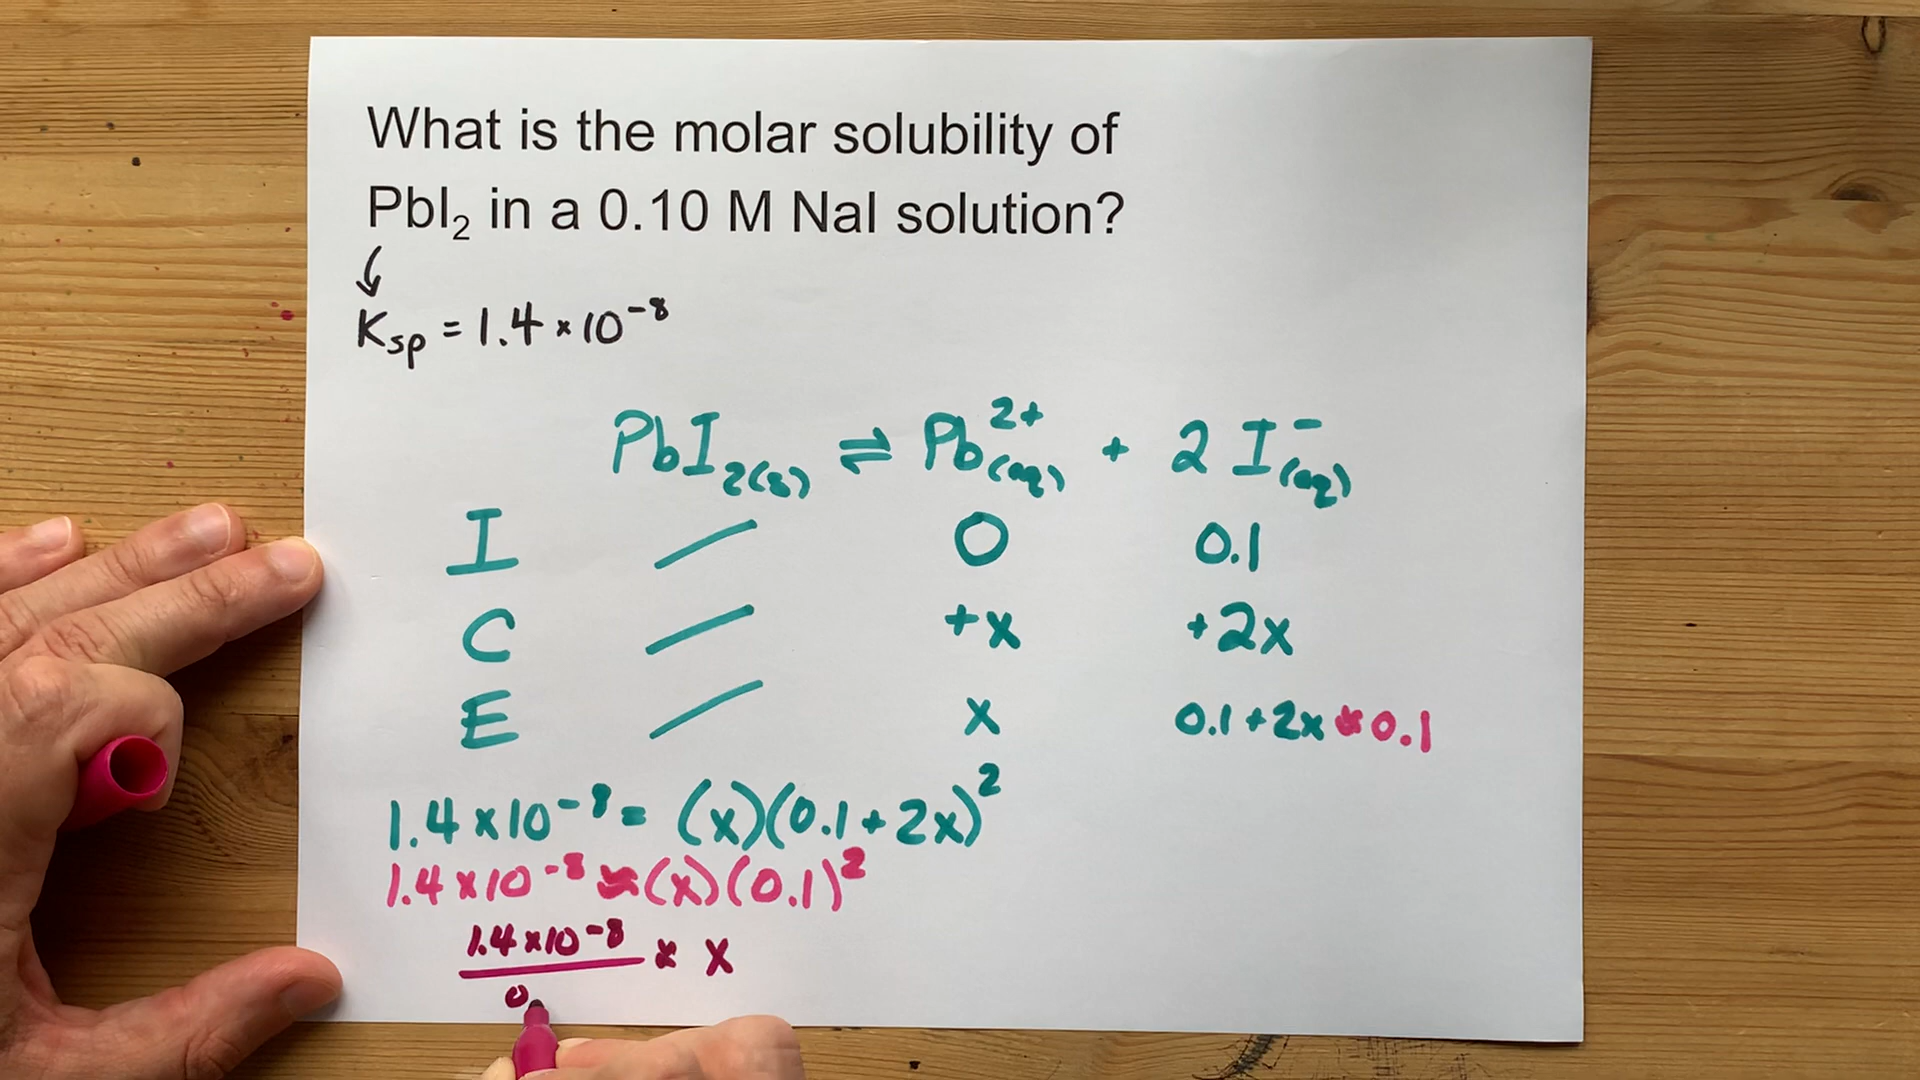 What is the molar solubility of
PbI₂ in a 0.10 M NaI solution?
Ksp = 1.4 × 10⁻⁸
PbI₂(s) ⇌ Pb²⁺(aq) + 2 I⁻(aq)
I 0 0.1
C +x +2x
E x 0.1+2x ≈ 0.1
1.4 × 10⁻⁸ = (x)(0.1+2x)²
1.4 × 10⁻⁸ ≈ (x)(0.1)²
1.4 × 10⁻⁸ ≈ x
0.